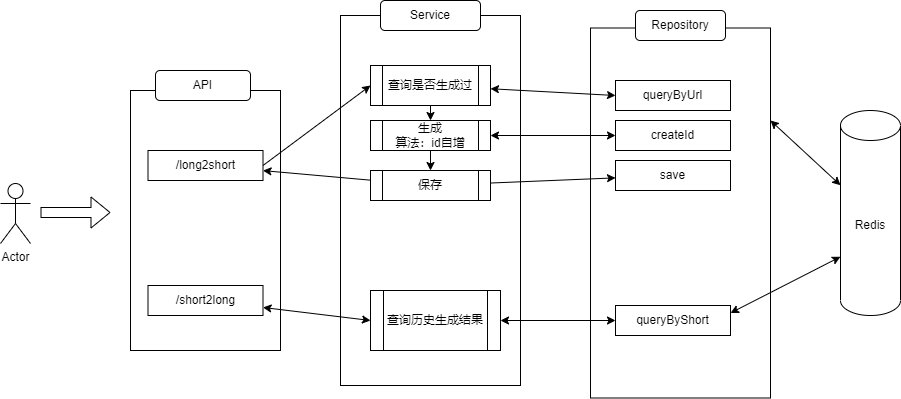 Service
Repository
API
查询是否生成过
queryByUrl
生成
算法：id自增
createId
/long2short
保存
save
Redis
Actor
/short2long
查询历史生成结果
queryByShort